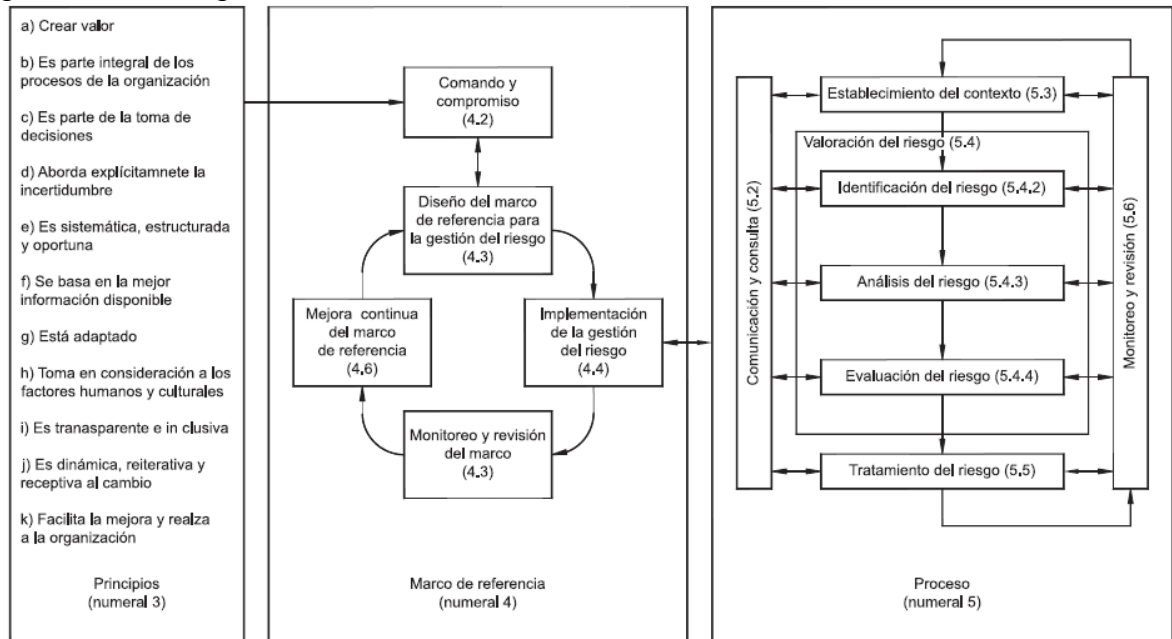 a) Crear valor
b) Es parte integral de los
procesos de la organización
c) Es parte de la toma de
decisiones
d) Aborda explícitamnete la
incertidumbre
e) Es sistemática, estructurada
y oportuna
f) Se basa en la mejor
información disponible
g) Está adaptado
h) Toma en consideración a los
factores humanos y culturales
i) Es transparente e in clusiva
j) Es dinámica, reiterativa y
receptiva al cambio
k) Facilita la mejora y realza
a la organización
Principios
(numeral 3)
Comando y
compromiso
(4.2)
Diseño del marco
de referencia para
la gestión del riesgo
(4.3)
Mejora continua
del marco
de referencia
(4.6)
Implementación
de la gestión
del riesgo
(4.4)
Monitoreo y revisión
del marco
(4.3)
Marco de referencia
(numeral 4)
Comunicación y consulta (5.2)
Establecimiento del contexto (5.3)
Valoración del riesgo (5.4)
Identificación del riesgo (5.4.2)
Análisis del riesgo (5.4.3)
Evaluación del riesgo (5.4.4)
Tratamiento del riesgo (5.5)
Monitoreo y revisión (5.6)
Proceso
(numeral 5)